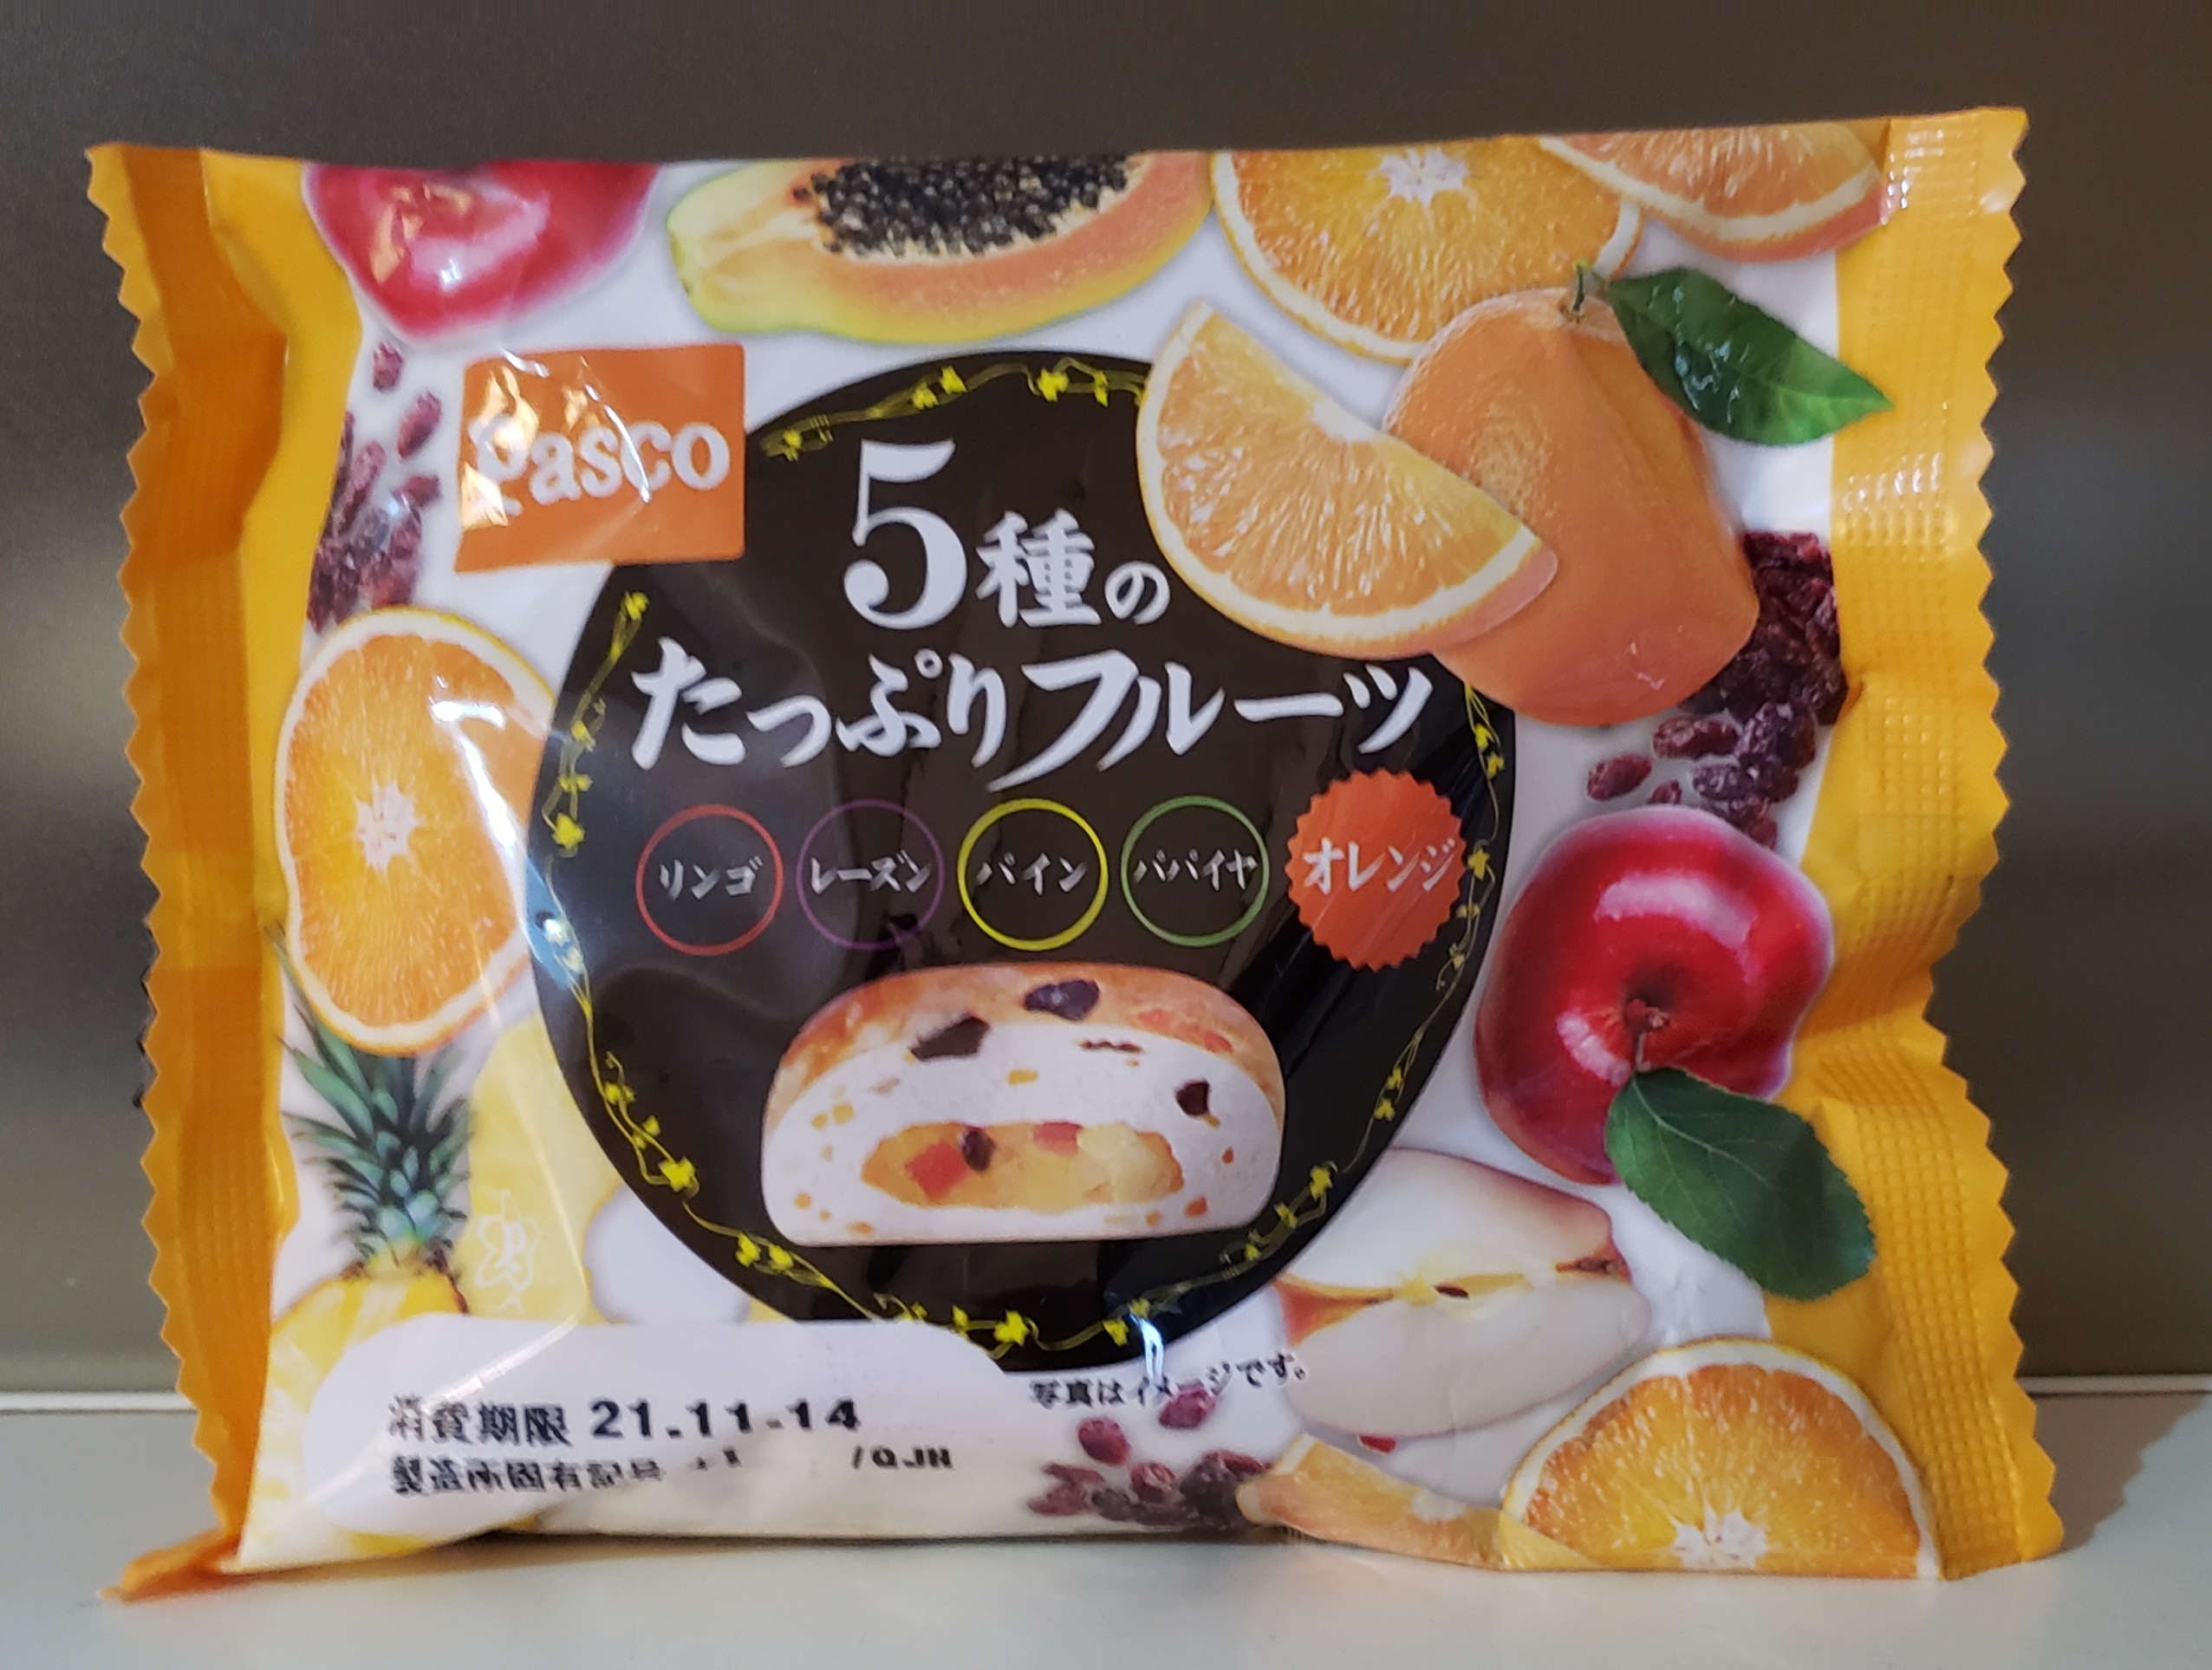 Pasco
5種の
たっぷりフルーツ
リンゴ
レーズン
パイン
パパイヤ
オレンジ
写真はイメージです。
消費期限 21.11.14
製造所固有記号 /QJN